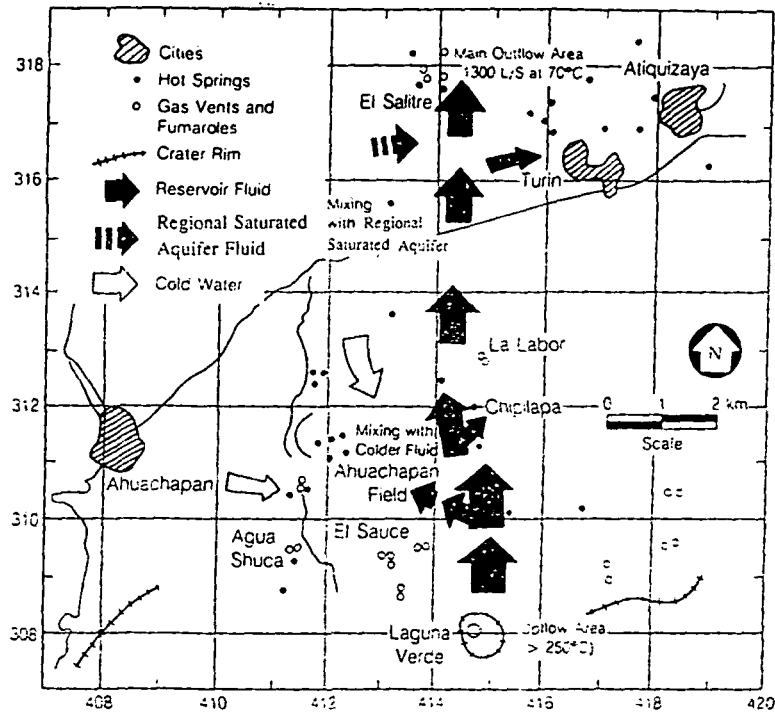 318
316
314
312
310
308
408
410
412
414
416
418
420
Cities
Hot Springs
Gas Vents and
Fumaroles
Crater Rim
Reservoir Fluid
Regional Saturated
Aquifer Fluid
Cold Water
Main Outflow Area
1300 L/S at 70°C
Atiquizaya
El Salitre
Turin
Mixing
with Regional
Saturated Aquifer
La Labor
N
Chipilapa
0 1 2 km
Scale
Mixing with
Colder Fluid
Ahuachapan
Ahuachapan
Field
Agua
Shuca
El Sauce
Laguna
Verde
Upflow Area
> 250°C)